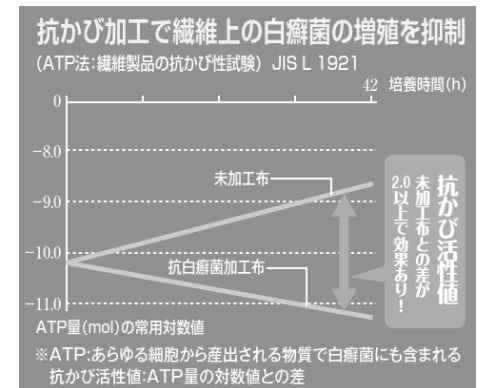 抗かび加工で繊維上の白癬菌の増殖を抑制
(ATP法:繊維製品の抗かび性試験) JIS L 1921
42 培養時間(h)
0
-8.0
未加工布
-9.0
-10.0
抗白癬菌加工布
-11.0
抗かび活性値
未加工布との差が
2.0以上で効果あり!
ATP量(mol)の常用対数値
※ATP:あらゆる細胞から産出される物質で白癬菌にも含まれる
抗かび活性値:ATP量の対数値との差